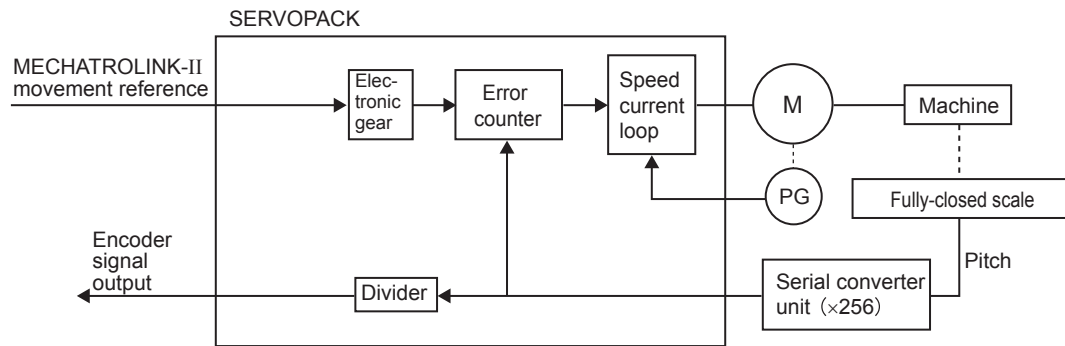 SERVOPACK
MECHATROLINK-II
movement reference
Elec-
tronic
gear
Error
counter
Speed
current
loop
M
Machine
PG
Fully-closed scale
Pitch
Encoder
signal
output
Divider
Serial converter
unit (×256)